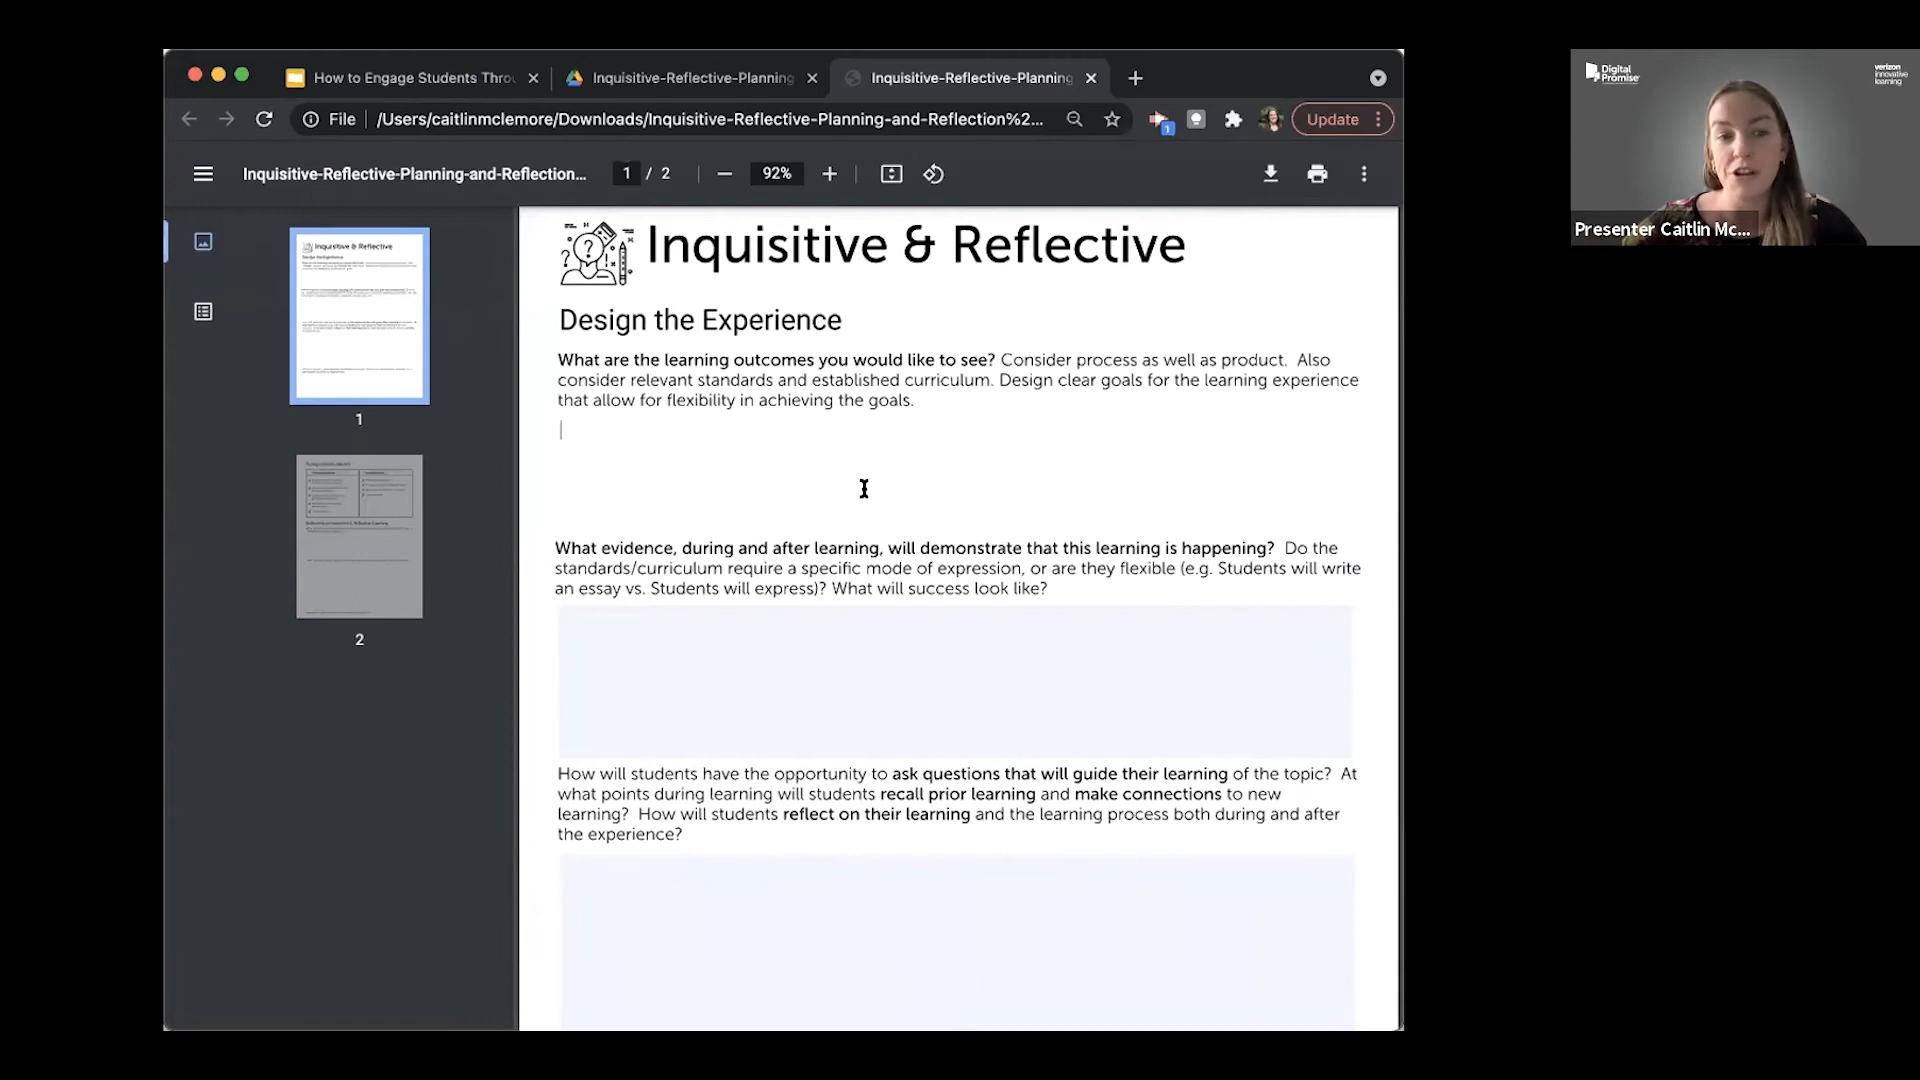 How to Engage Students Thro
Inquisitive-Reflective-Planning
Inquisitive-Reflective-Planning
File
/Users/caitlinmclemore/Downloads/Inquisitive-Reflective-Planning-and-Reflection%2...
1
Update
Inquisitive-Reflective-Planning-and-Reflection...
1 / 2
92%
Inquisitive & Reflective
1
2
Inquisitive & Reflective
Design the Experience
What are the learning outcomes you would like to see? Consider process as well as product. Also
consider relevant standards and established curriculum. Design clear goals for the learning experience
that allow for flexibility in achieving the goals.
What evidence, during and after learning, will demonstrate that this learning is happening? Do the
standards/curriculum require a specific mode of expression, or are they flexible (e.g. Students will write
an essay vs. Students will express)? What will success look like?
How will students have the opportunity to ask questions that will guide their learning of the topic? At
what points during learning will students recall prior learning and make connections to new
learning? How will students reflect on their learning and the learning process both during and after
the experience?
Digital
Promise
verizon
innovative
learning
Presenter Caitlin Mc...